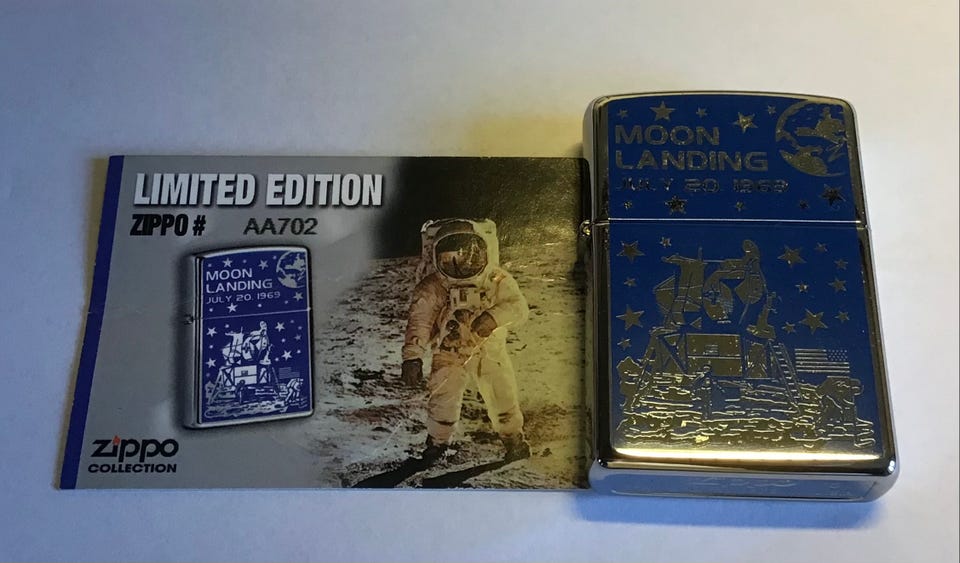 LIMITED EDITION
ZIPPO # AA702
MOON
LANDING
JULY 20, 1969
Zippo
COLLECTION
MOON
LANDING
JULY 20, 1969